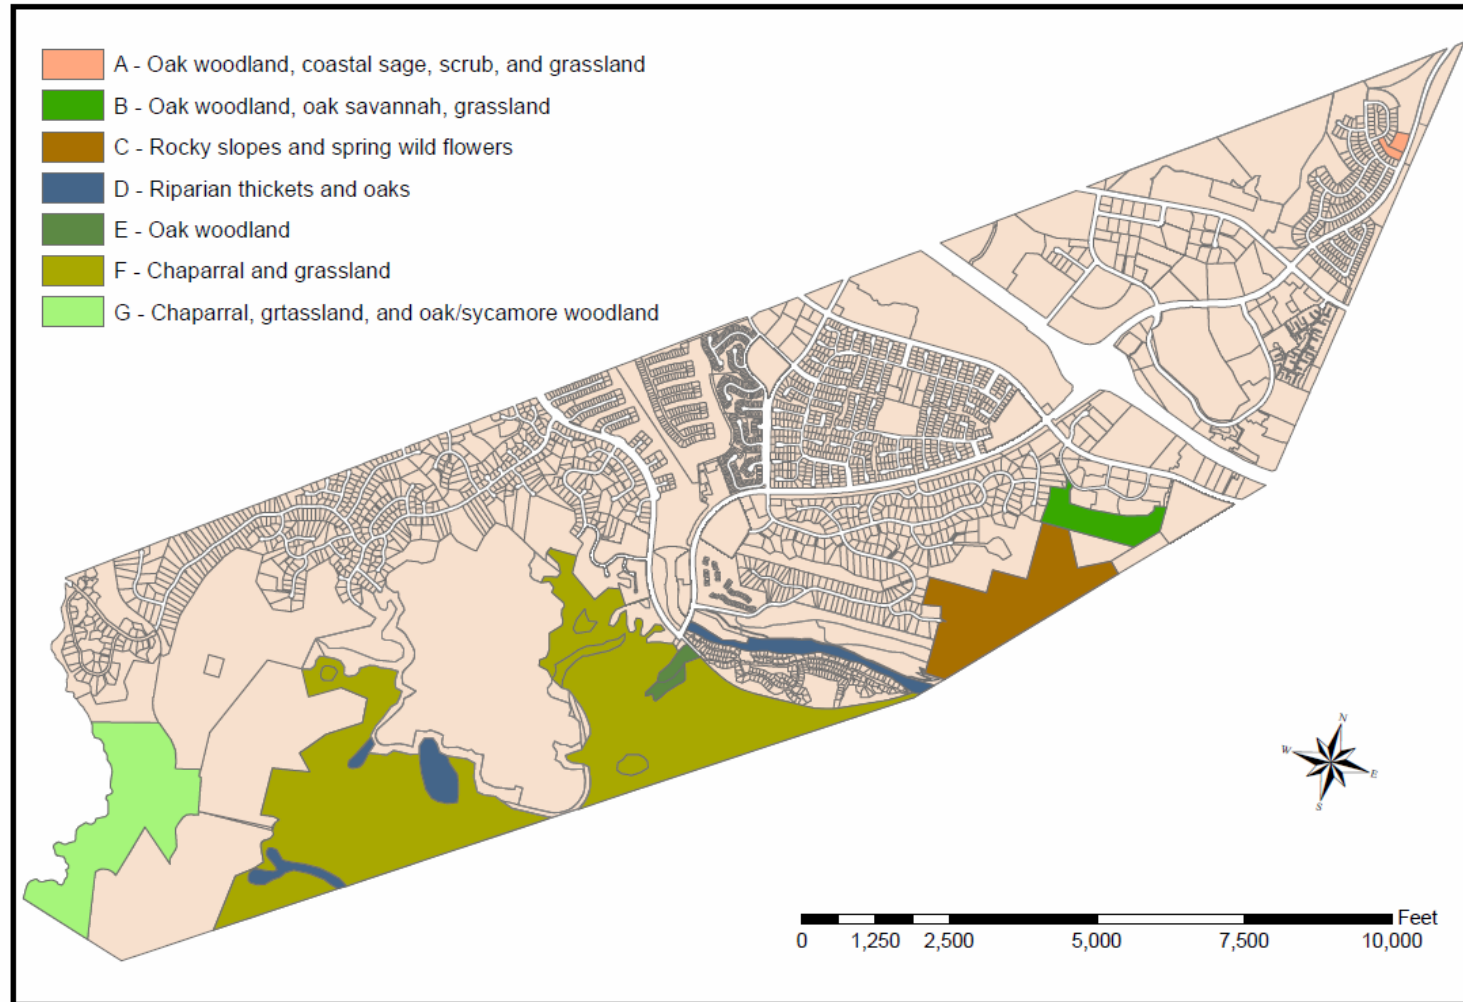 A - Oak woodland, coastal sage, scrub, and grassland
B - Oak woodland, oak savannah, grassland
C - Rocky slopes and spring wild flowers
D - Riparian thickets and oaks
E - Oak woodland
F - Chaparral and grassland
G - Chaparral, grtassland, and oak/sycamore woodland
N
W
E
S
Feet
0 1,250 2,500 5,000 7,500 10,000